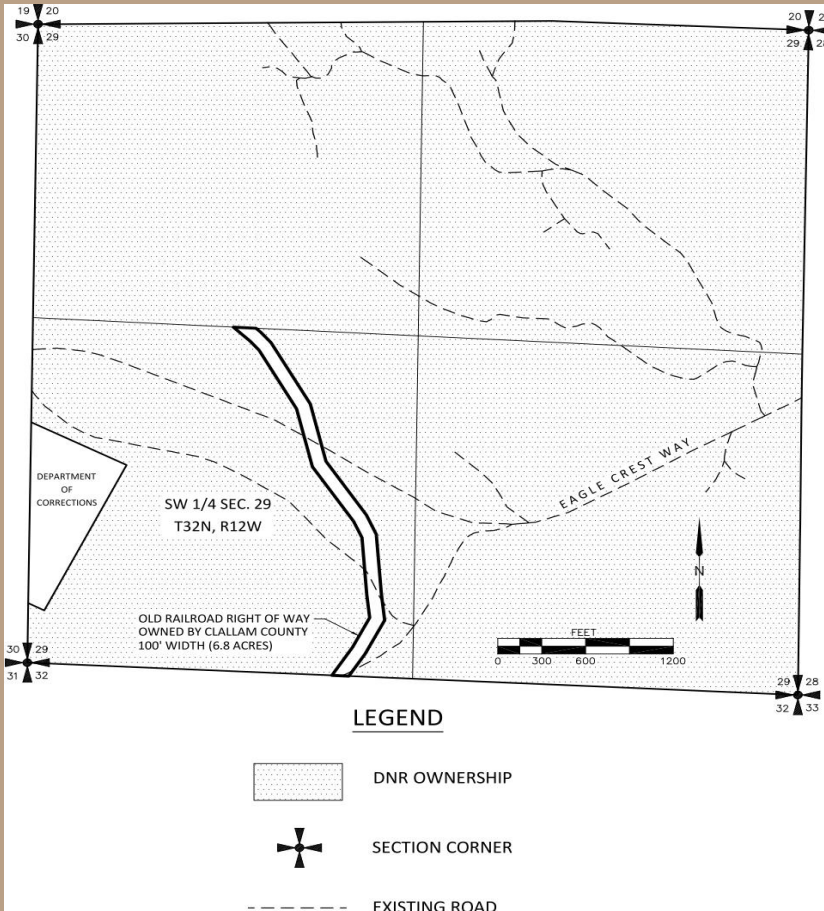 19 20
30 29
20 2
29 28
DEPARTMENT
OF
CORRECTIONS
SW 1/4 SEC. 29
T32N, R12W
EAGLE CREST WAY
N
OLD RAILROAD RIGHT OF WAY
OWNED BY CLALLAM COUNTY
100' WIDTH (6.8 ACRES)
FEET
0 300 600 1200
30 29
31 32
29 28
32 33
LEGEND
DNR OWNERSHIP
SECTION CORNER
EXISTING ROAD